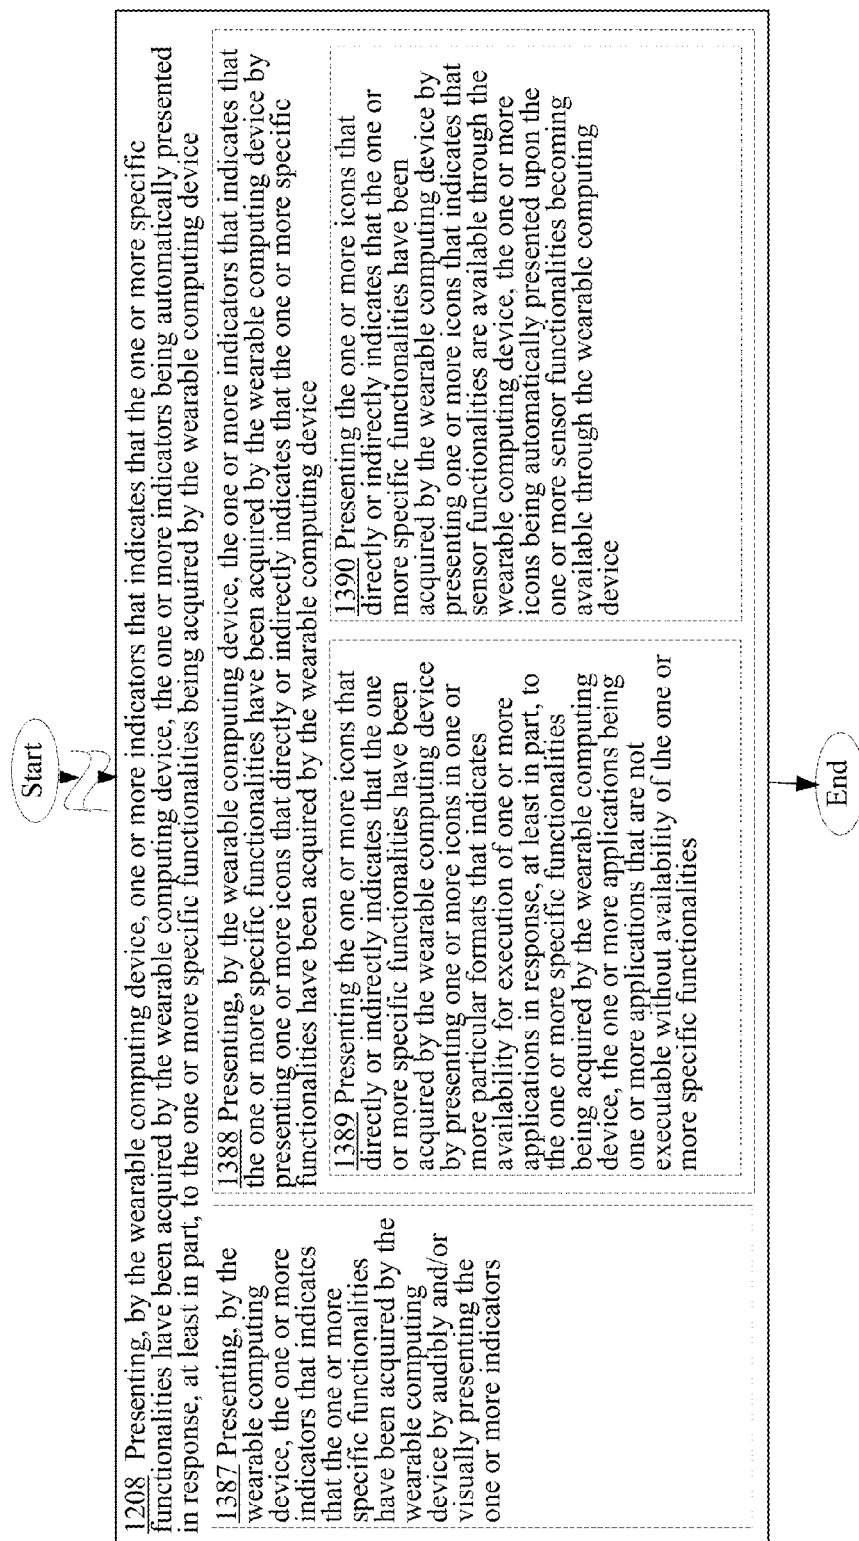 Start
1208 Presenting, by the wearable computing device, one or more indicators that indicates that the one or more specific
functionalities have been acquired by the wearable computing device, the one or more indicators being automatically presented
in response, at least in part, to the one or more specific functionalities being acquired by the wearable computing device
1387 Presenting, by the
wearable computing
device, the one or more
indicators that indicates
that the one or more
specific functionalities
have been acquired by the
wearable computing
device by audibly and/or
visually presenting the
one or more indicators
1388 Presenting, by the wearable computing device, the one or more indicators that indicates that
the one or more specific functionalities have been acquired by the wearable computing device by
presenting one or more icons that directly or indirectly indicates that the one or more specific
functionalities have been acquired by the wearable computing device
1389 Presenting the one or more icons that
directly or indirectly indicates that the one
or more specific functionalities have been
acquired by the wearable computing device
by presenting one or more icons in one or
more particular formats that indicates
availability for execution of one or more
applications in response, at least in part, to
the one or more specific functionalities
being acquired by the wearable computing
device, the one or more applications being
one or more applications that are not
executable without availability of the one or
more specific functionalities
1390 Presenting the one or more icons that
directly or indirectly indicates that the one or
more specific functionalities have been
acquired by the wearable computing device by
presenting one or more icons that indicates that
sensor functionalities are available through the
wearable computing device, the one or more
icons being automatically presented upon the
one or more sensor functionalities becoming
available through the wearable computing
device
End